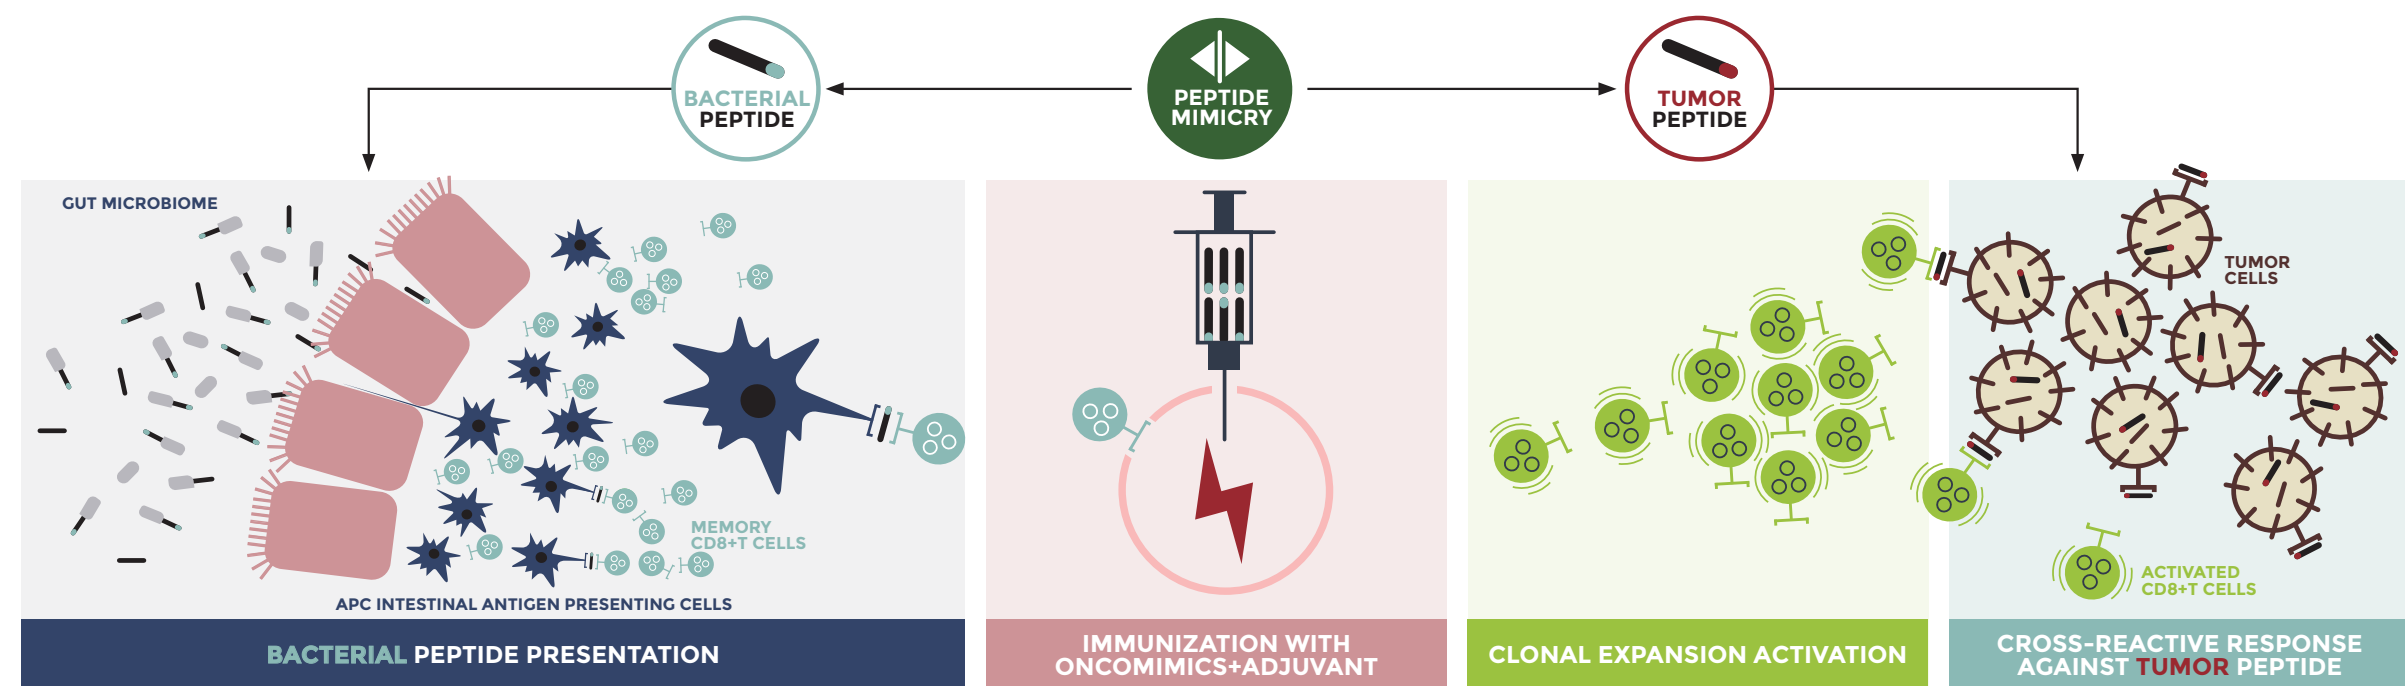 BACTERIAL
PEPTIDE
PEPTIDE
MIMICRY
TUMOR
PEPTIDE
GUT MICROBIOME
MEMORY
CD8+T CELLS
APC INTESTINAL ANTIGEN PRESENTING CELLS
TUMOR
CELLS
ACTIVATED
CD8+T CELLS
BACTERIAL PEPTIDE PRESENTATION
IMMUNIZATION WITH
ONCOMIMICS+ADJUVANT
CLONAL EXPANSION ACTIVATION
CROSS-REACTIVE RESPONSE
AGAINST TUMOR PEPTIDE